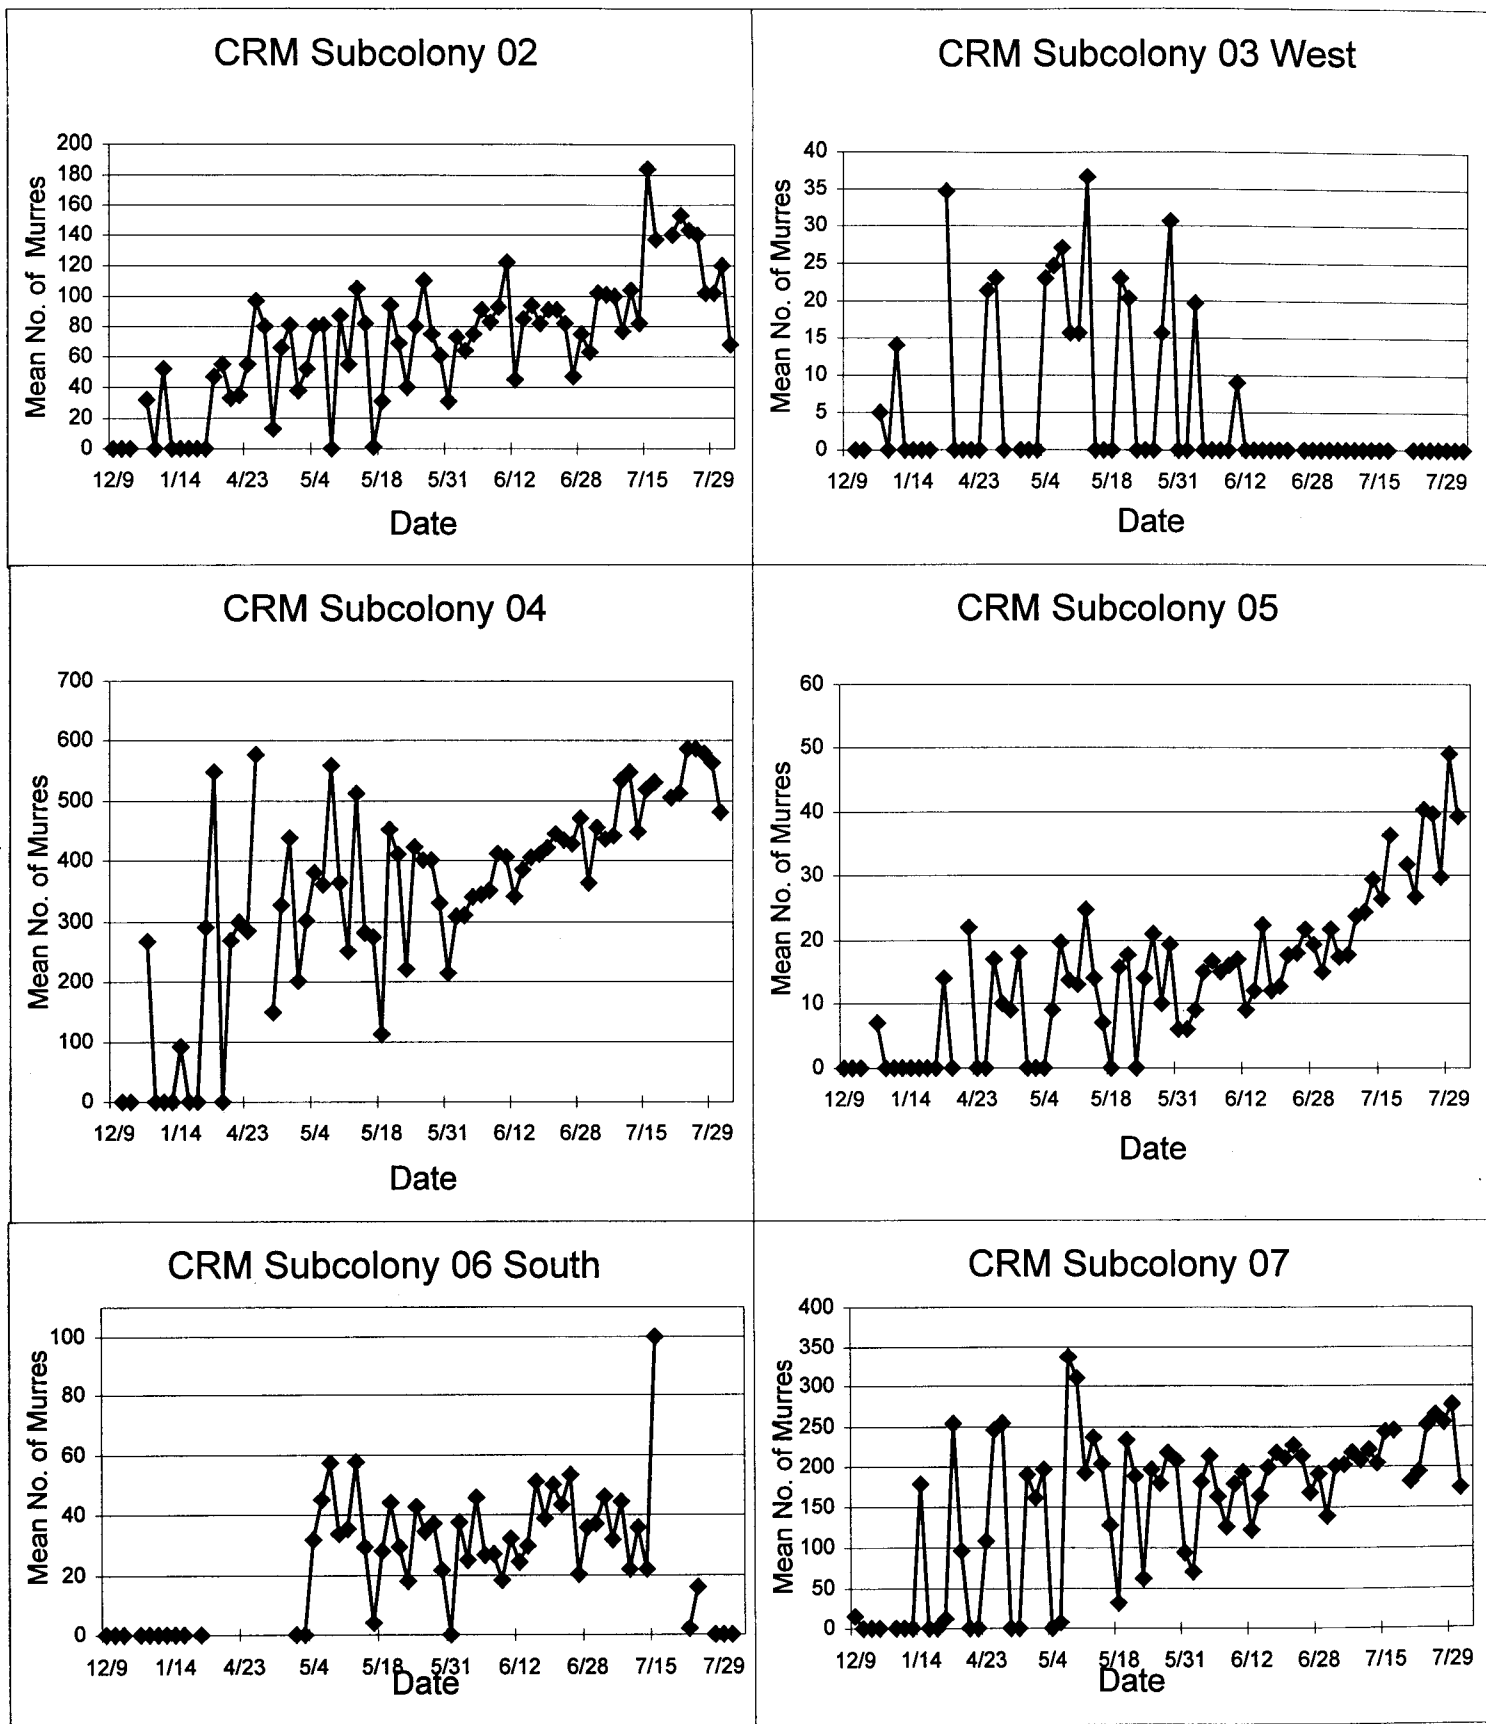 CRM Subcolony 02
Mean No. of Murres
200
180
160
140
120
100
80
60
40
20
0
12/9 1/14 4/23 5/4 5/18 5/31 6/12 6/28 7/15 7/29
Date
CRM Subcolony 03 West
Mean No. of Murres
40
35
30
25
20
15
10
5
0
12/9 1/14 4/23 5/4 5/18 5/31 6/12 6/28 7/15 7/29
Date
CRM Subcolony 04
Mean No. of Murres
700
600
500
400
300
200
100
0
12/9 1/14 4/23 5/4 5/18 5/31 6/12 6/28 7/15 7/29
Date
CRM Subcolony 05
Mean No. of Murres
60
50
40
30
20
10
0
12/9 1/14 4/23 5/4 5/18 5/31 6/12 6/28 7/15 7/29
Date
CRM Subcolony 06 South
Mean No. of Murres
100
80
60
40
20
0
12/9 1/14 4/23 5/4 5/18 5/31 6/12 6/28 7/15 7/29
Date
CRM Subcolony 07
Mean No. of Murres
400
350
300
250
200
150
100
50
0
12/9 1/14 4/23 5/4 5/18 5/31 6/12 6/28 7/15 7/29
Date